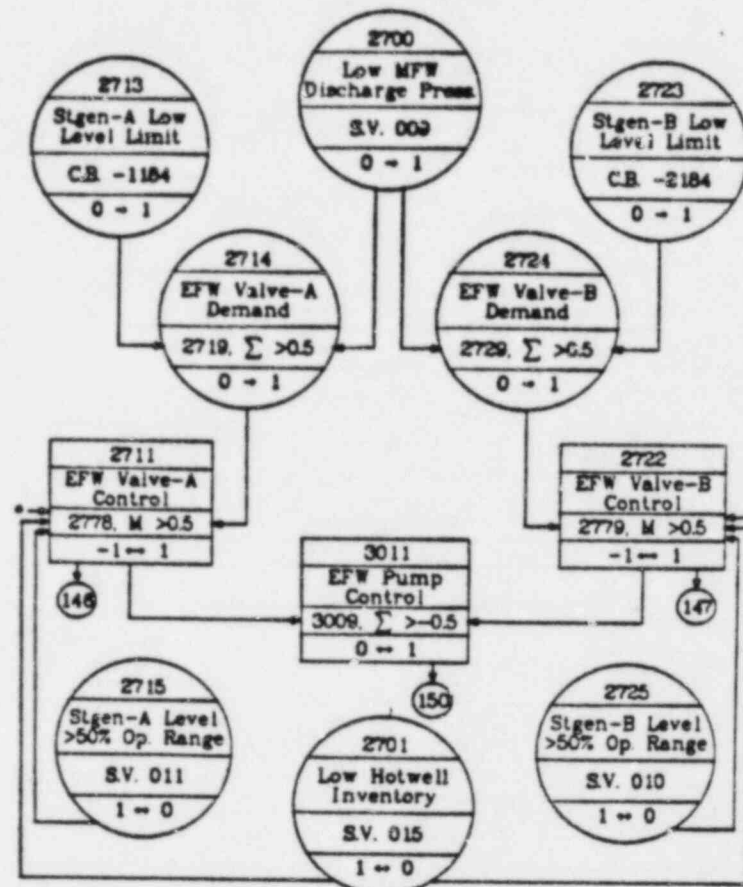 2700
Low MFW
Discharge Press.
S.V. 009
0 → 1
2713
Stgen-A Low
Level Limit
C.B. -1184
0 → 1
2723
Stgen-B Low
Level Limit
C.B. -2184
0 → 1
2714
EFW Valve-A
Demand
2719, Σ >0.5
0 → 1
2724
EFW Valve-B
Demand
2729, Σ >0.5
0 → 1
2711
EFW Valve-A
Control
2778, M >0.5
-1 ↔ 1
2722
EFW Valve-B
Control
2779, M >0.5
-1 ↔ 1
3011
EFW Pump
Control
3009, Σ >-0.5
0 ↔ 1
147
150
2715
Stgen-A Level
>50% Op. Range
S.V. 011
1 ↔ 0
2701
Low Hotwell
Inventory
S.V. 015
1 ↔ 0
2725
Stgen-B Level
>50% Op. Range
S.V. 010
1 ↔ 0